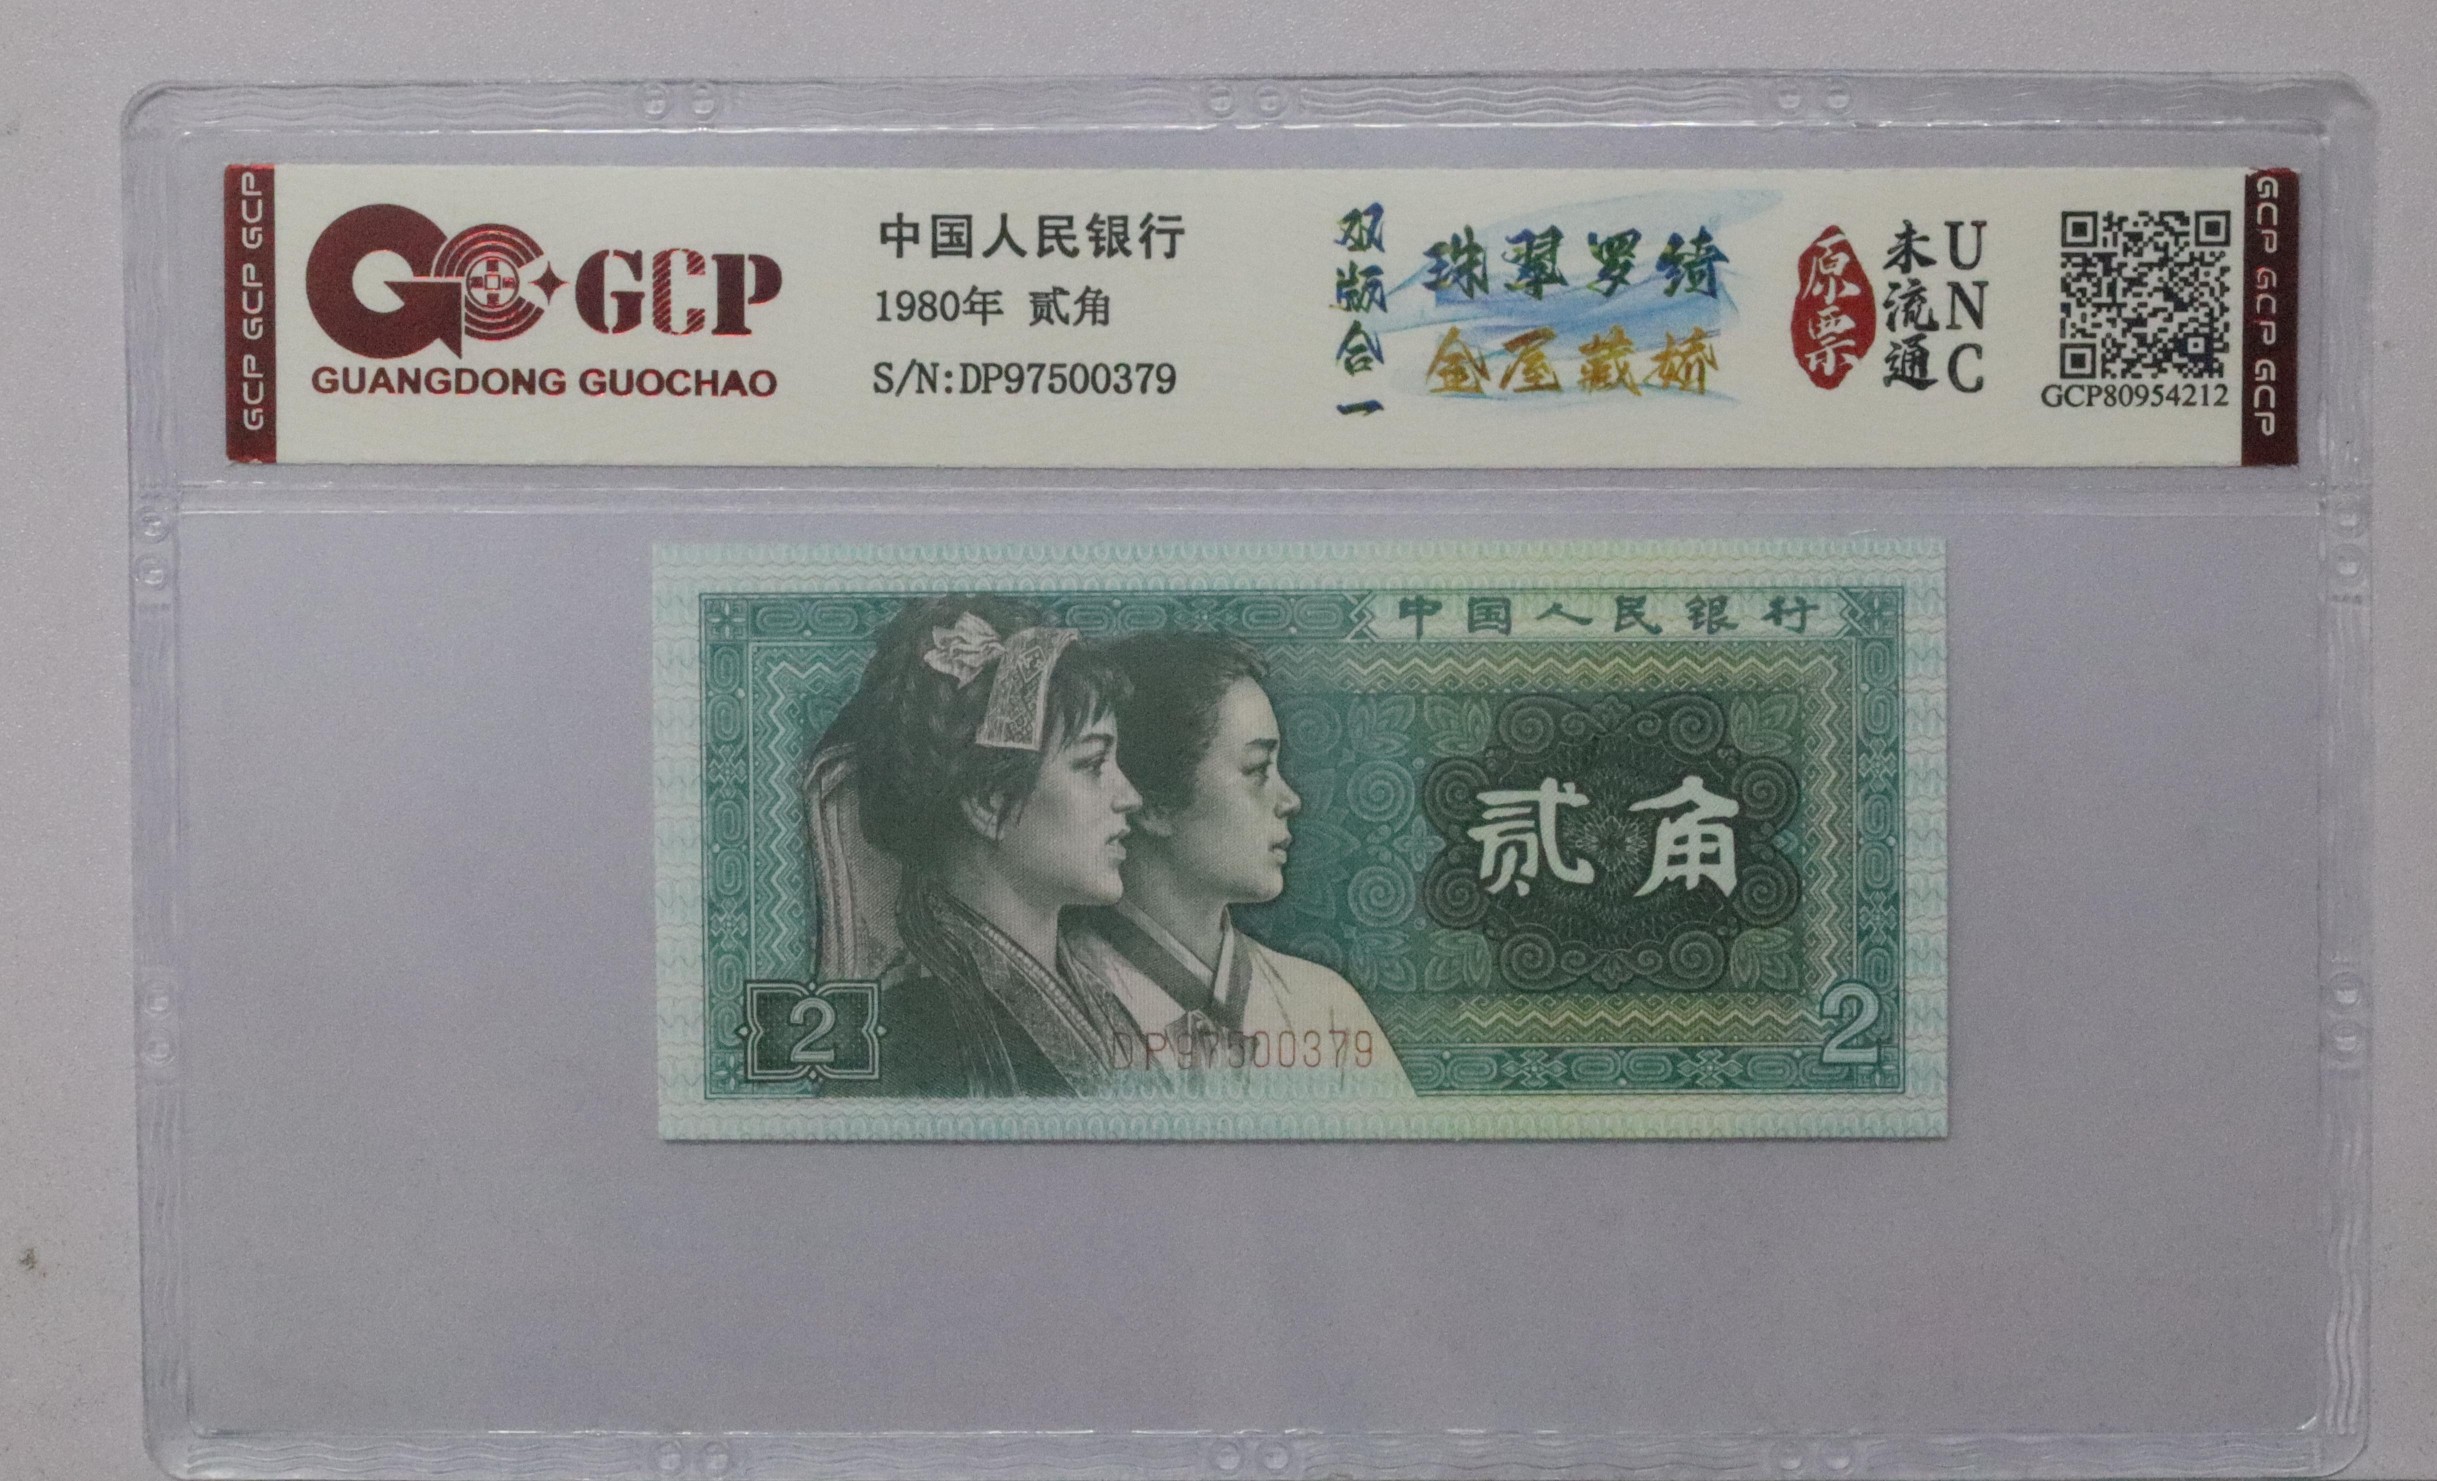 GCP GCP GCP
GCP
GUANGDONG GUOCHAO
中国人民银行
1980年 贰角
S/N:DP97500379
双版合一
珠翠罗绮
金屋藏娇
原票
未流通
UNC
GCP80954212
GCP GCP GCP
中国人民银行
贰角
2
2
DP97500379